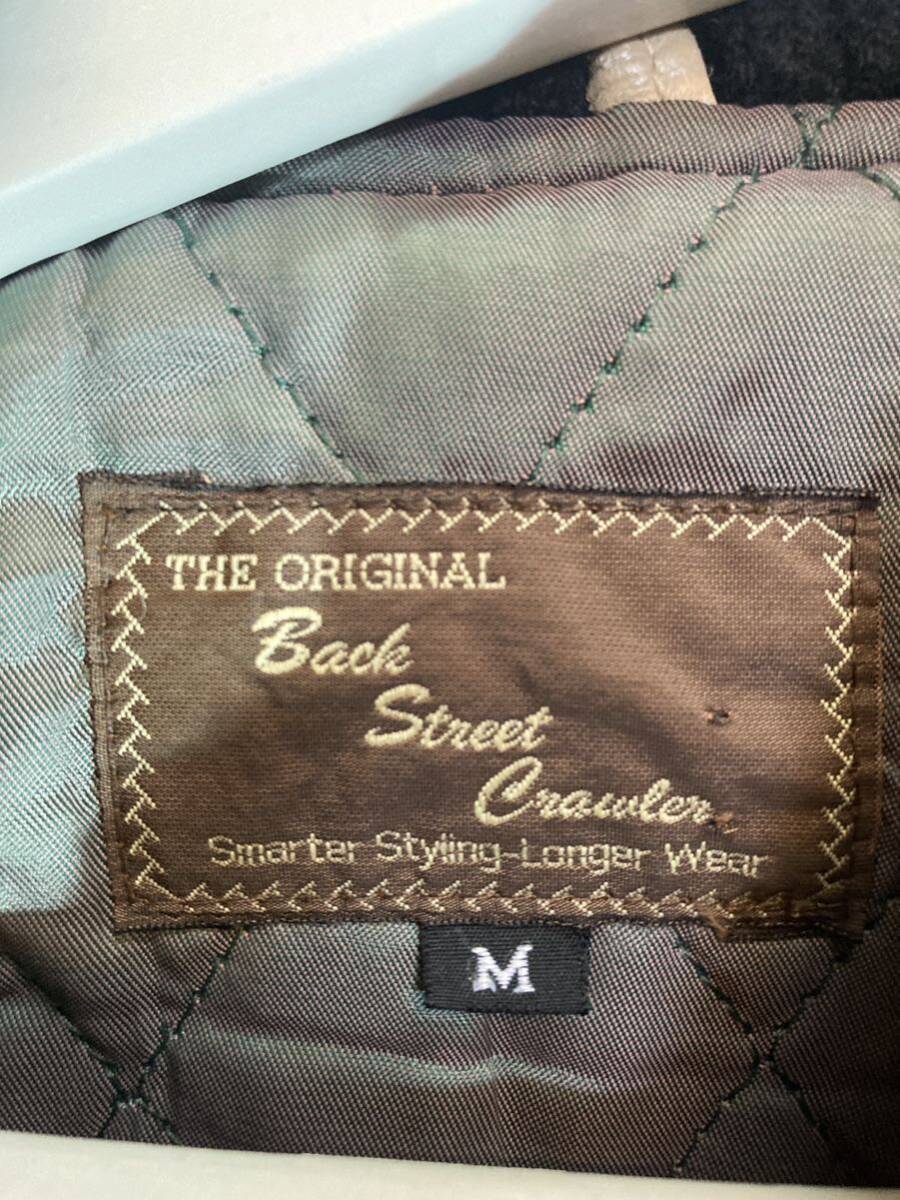 THE ORIGINAL
Back
Street
Crawler
Smarter Styling-Longer Wear
M